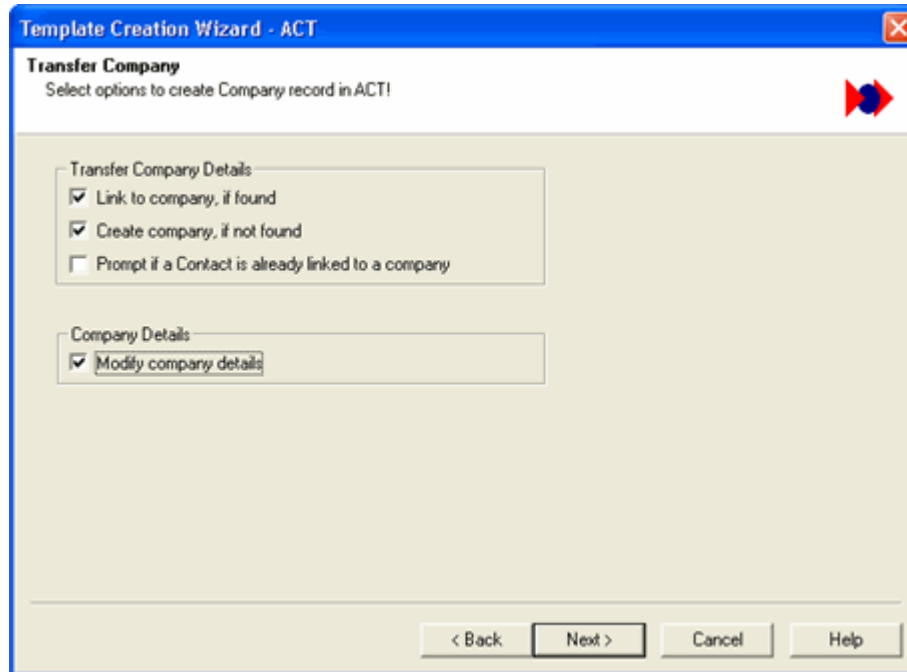 Template Creation Wizard - ACT
Transfer Company
Select options to create Company record in ACT!
Transfer Company Details
Link to company, if found
Create company, if not found
Prompt if a Contact is already linked to a company
Company Details
Modify company details
< Back Next > Cancel Help